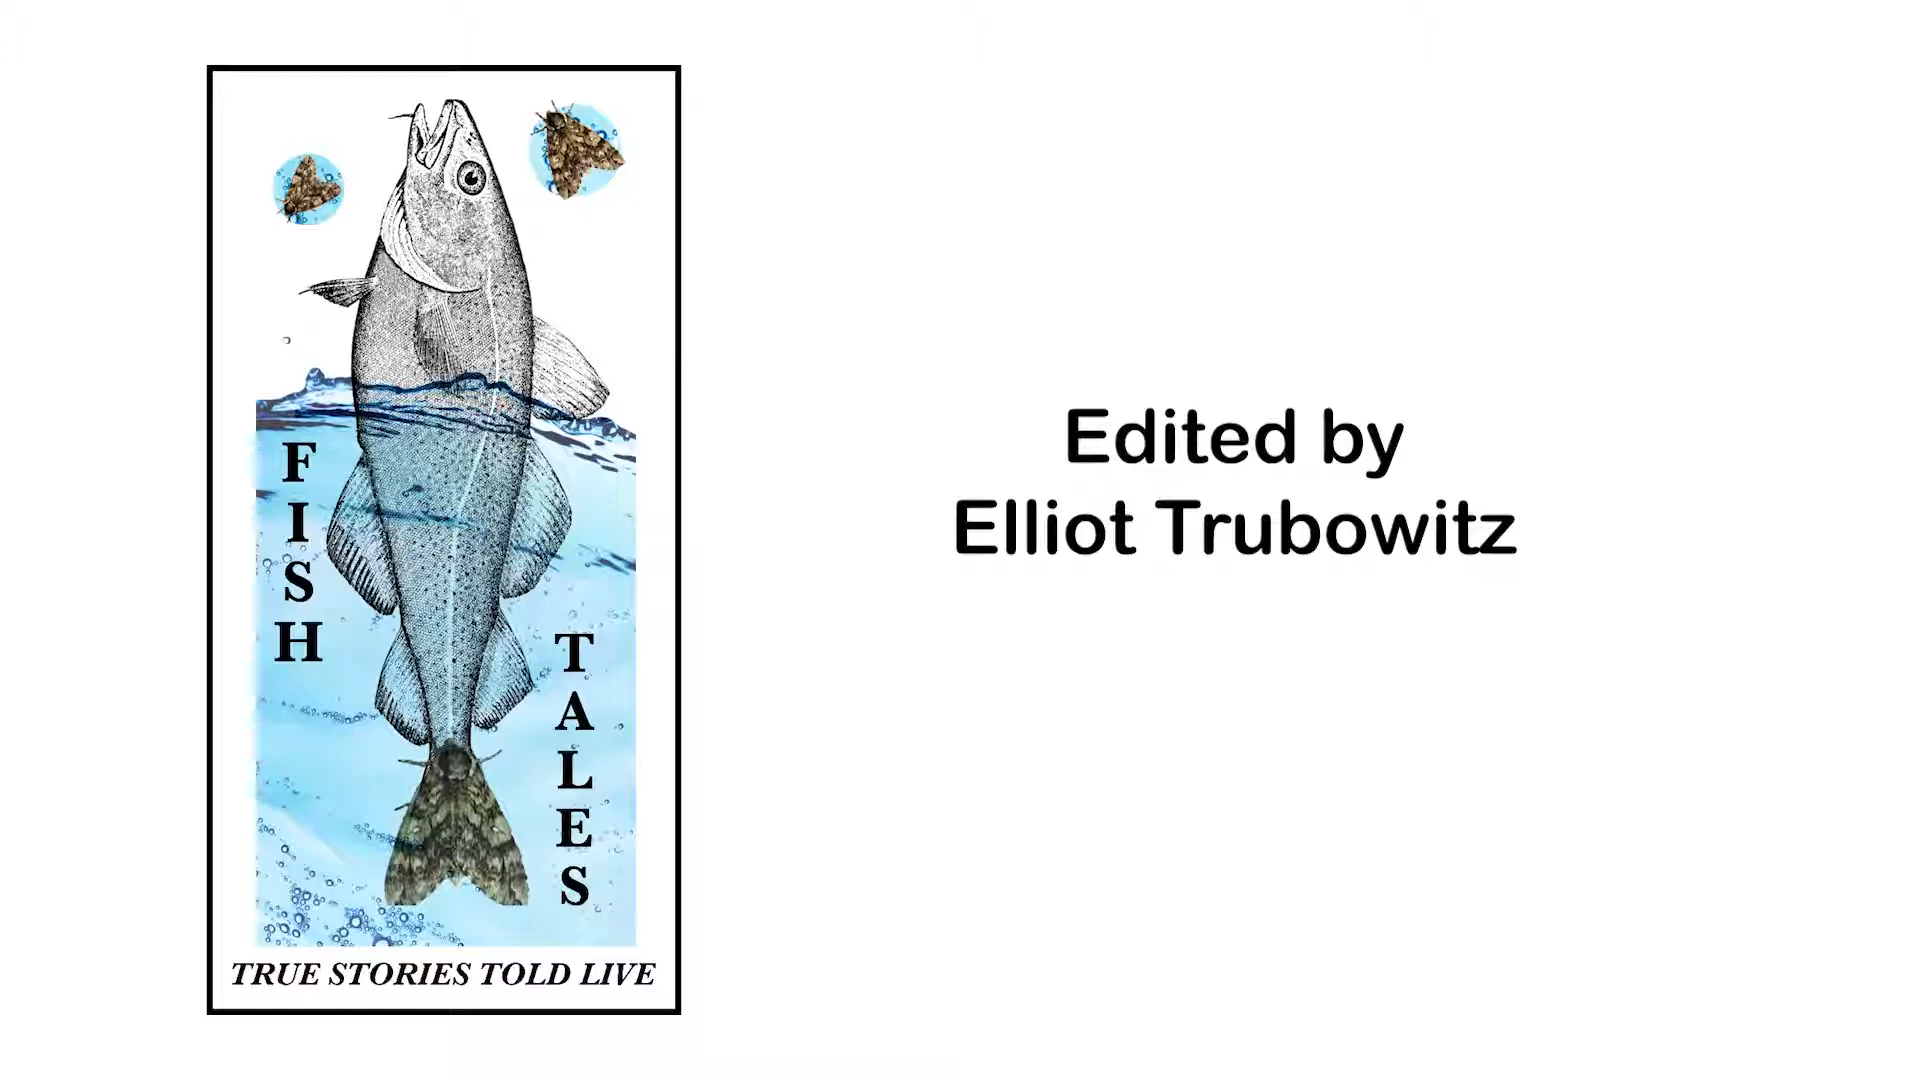 FISH
TALES
TRUE STORIES TOLD LIVE
Edited by
Elliot Trubowitz